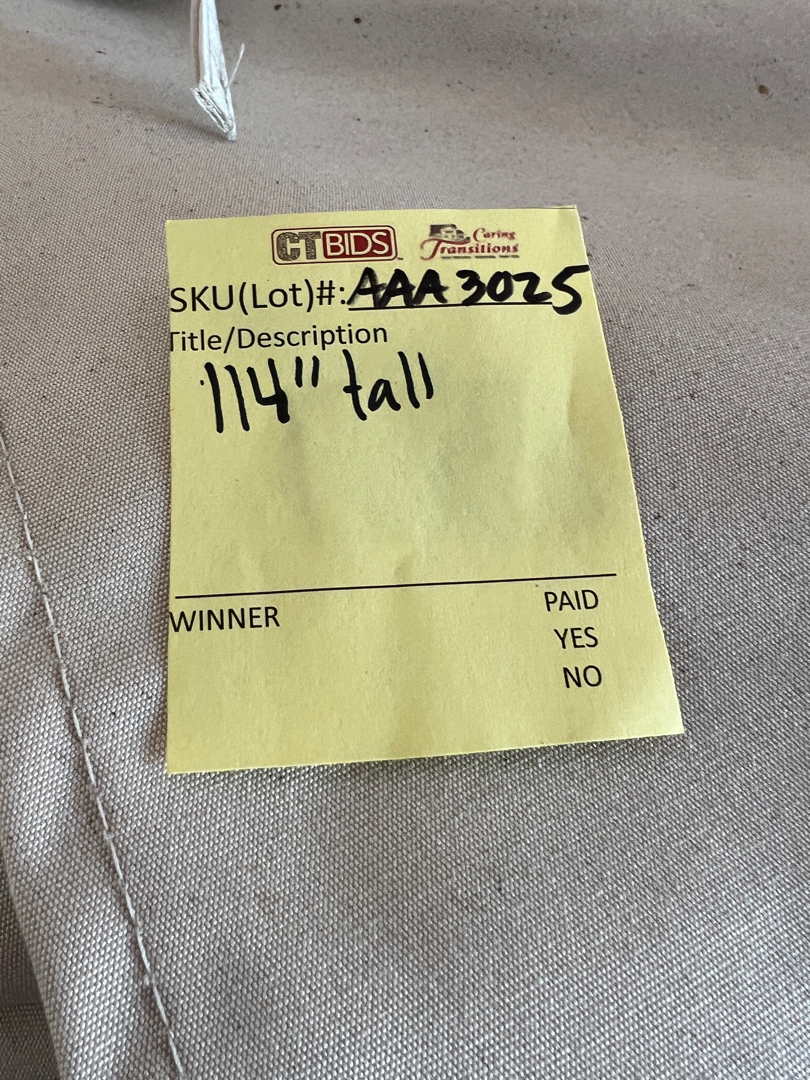 CTBIDS Caring
Transitions
SKU(Lot)#: AAA3025
Title/Description
114" tall
WINNER PAID
YES
NO